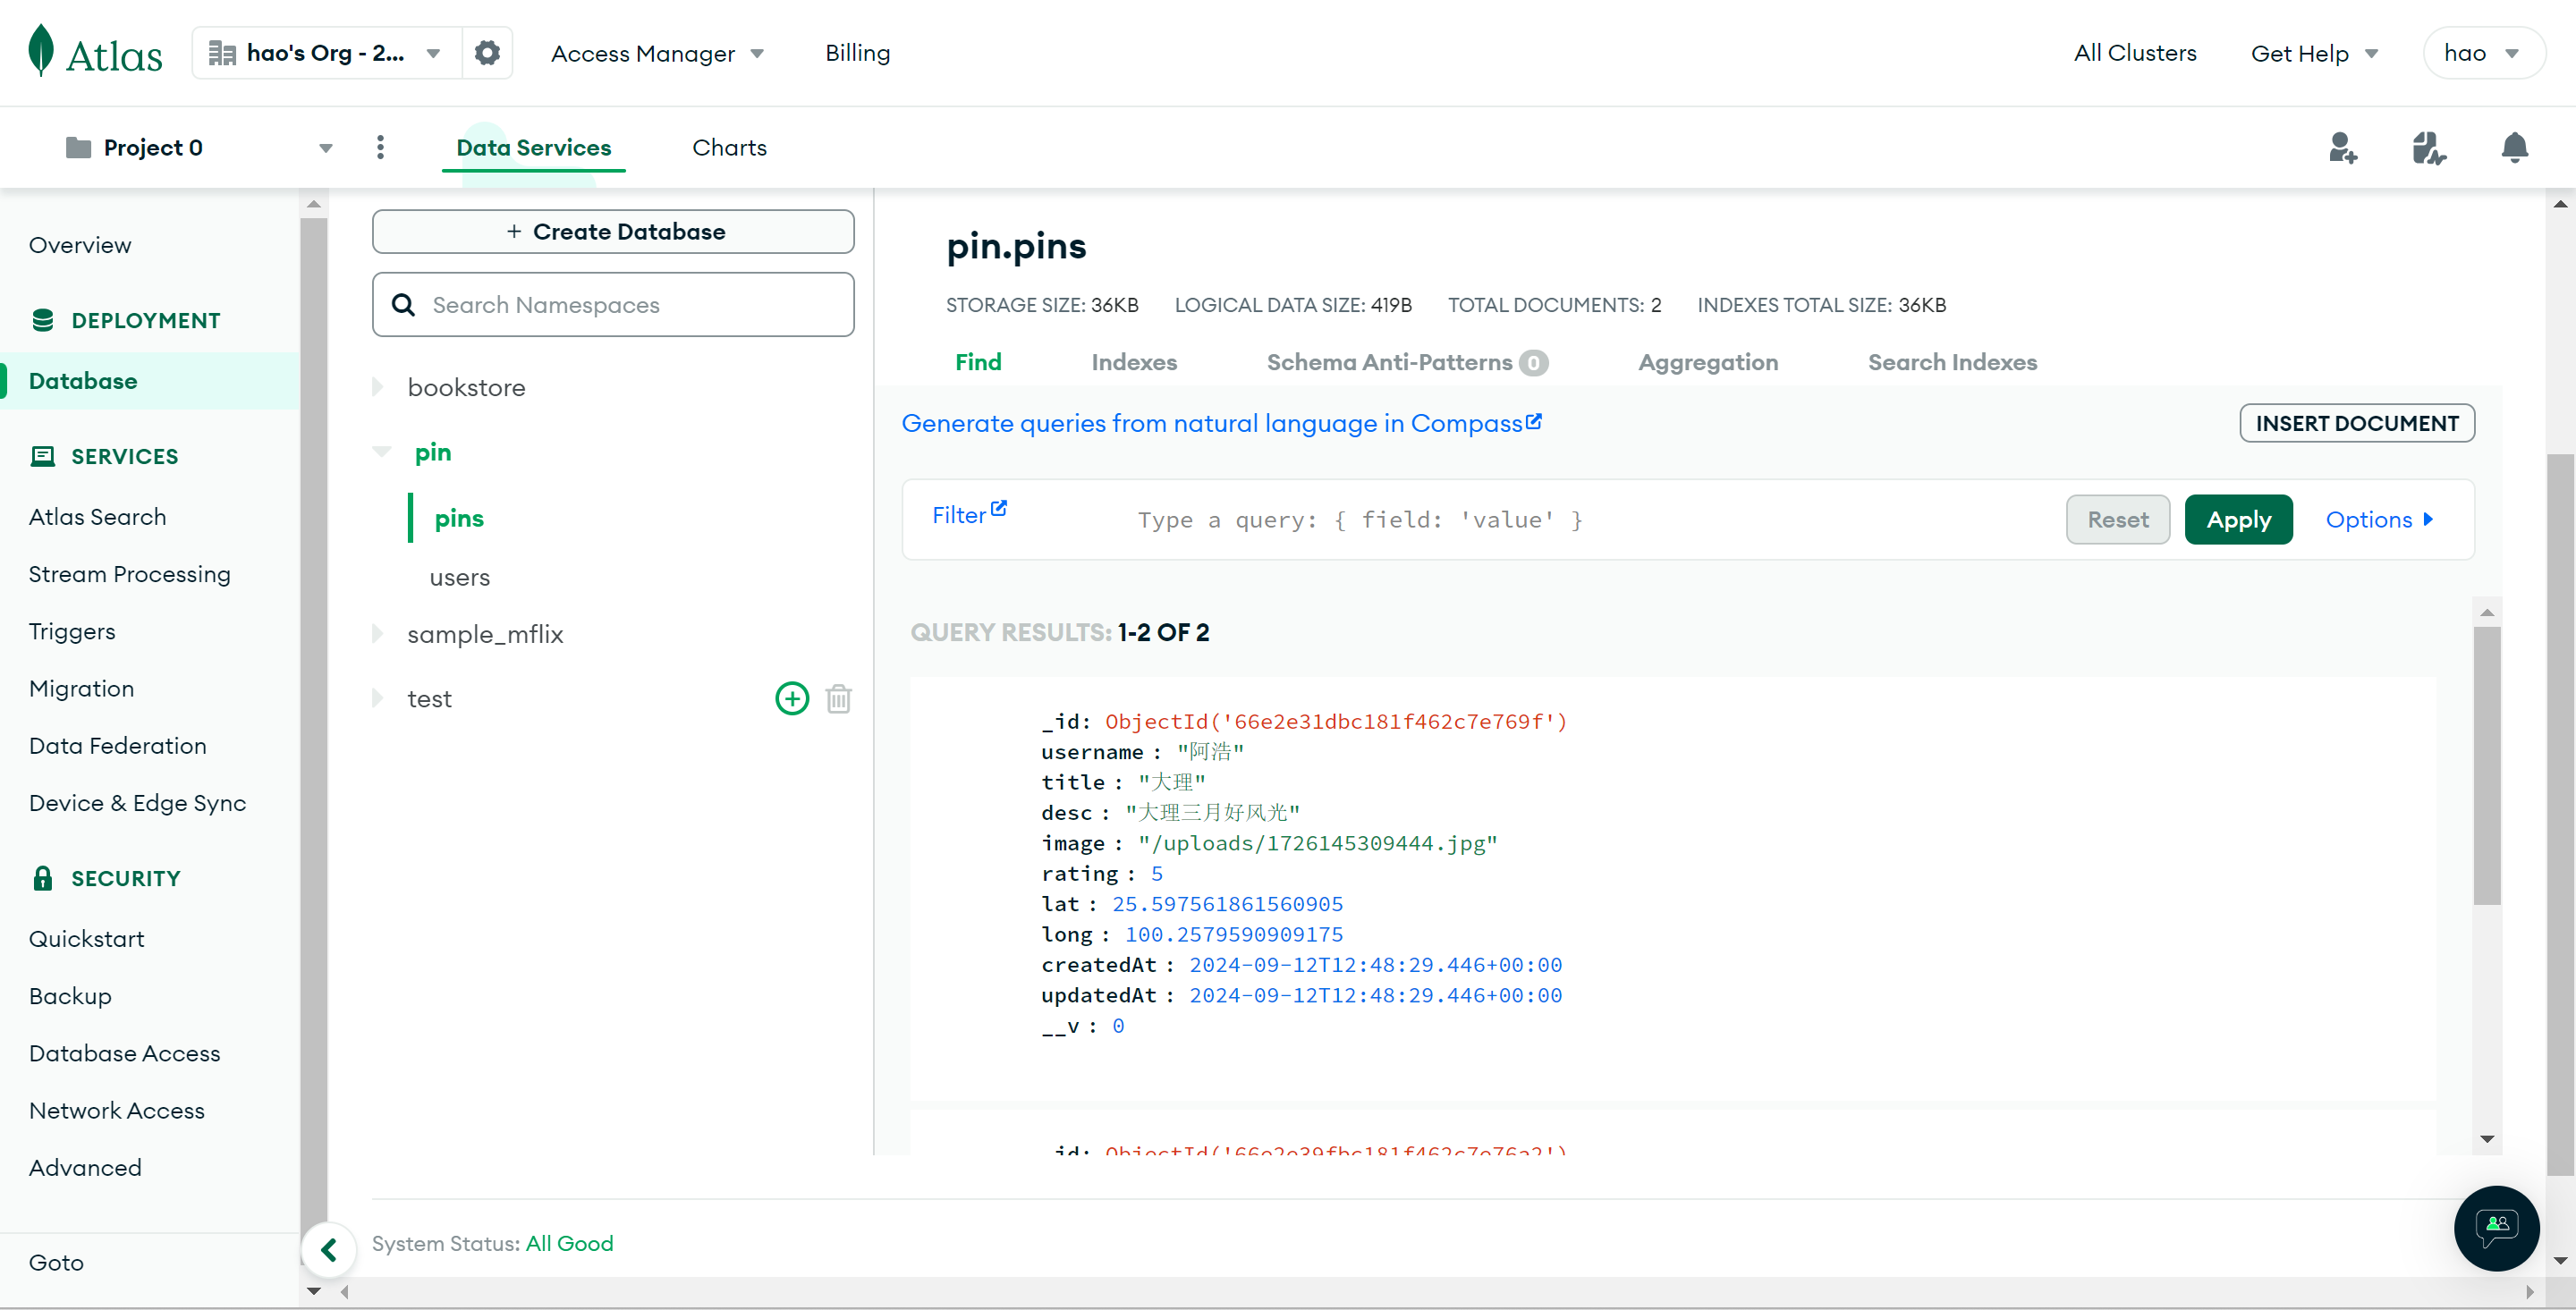 Atlas
hao's Org - 2...
Access Manager
Billing
All Clusters
Get Help
hao
Project 0
Data Services
Charts
Overview
DEPLOYMENT
Database
SERVICES
Atlas Search
Stream Processing
Triggers
Migration
Data Federation
Device & Edge Sync
SECURITY
Quickstart
Backup
Database Access
Network Access
Advanced
Goto
+ Create Database
Search Namespaces
bookstore
pin
pins
users
sample_mflix
test
pin.pins
STORAGE SIZE: 36KB LOGICAL DATA SIZE: 419B TOTAL DOCUMENTS: 2 INDEXES TOTAL SIZE: 36KB
Find Indexes Schema Anti-Patterns 0 Aggregation Search Indexes
Generate queries from natural language in Compass
INSERT DOCUMENT
Filter
Type a query: { field: 'value' }
Reset
Apply
Options
QUERY RESULTS: 1-2 OF 2
_id: ObjectId('66e2e31dbc181f462c7e769f')
username : "阿浩"
title : "大理"
desc : "大理三月好风光"
image : "/uploads/1726145309444.jpg"
rating : 5
lat : 25.597561861560905
long : 100.2579590909175
createdAt : 2024-09-12T12:48:29.446+00:00
updatedAt : 2024-09-12T12:48:29.446+00:00
__v : 0
_id: ObjectId('66e2e39fbc181f462c7e76a2')
System Status: All Good